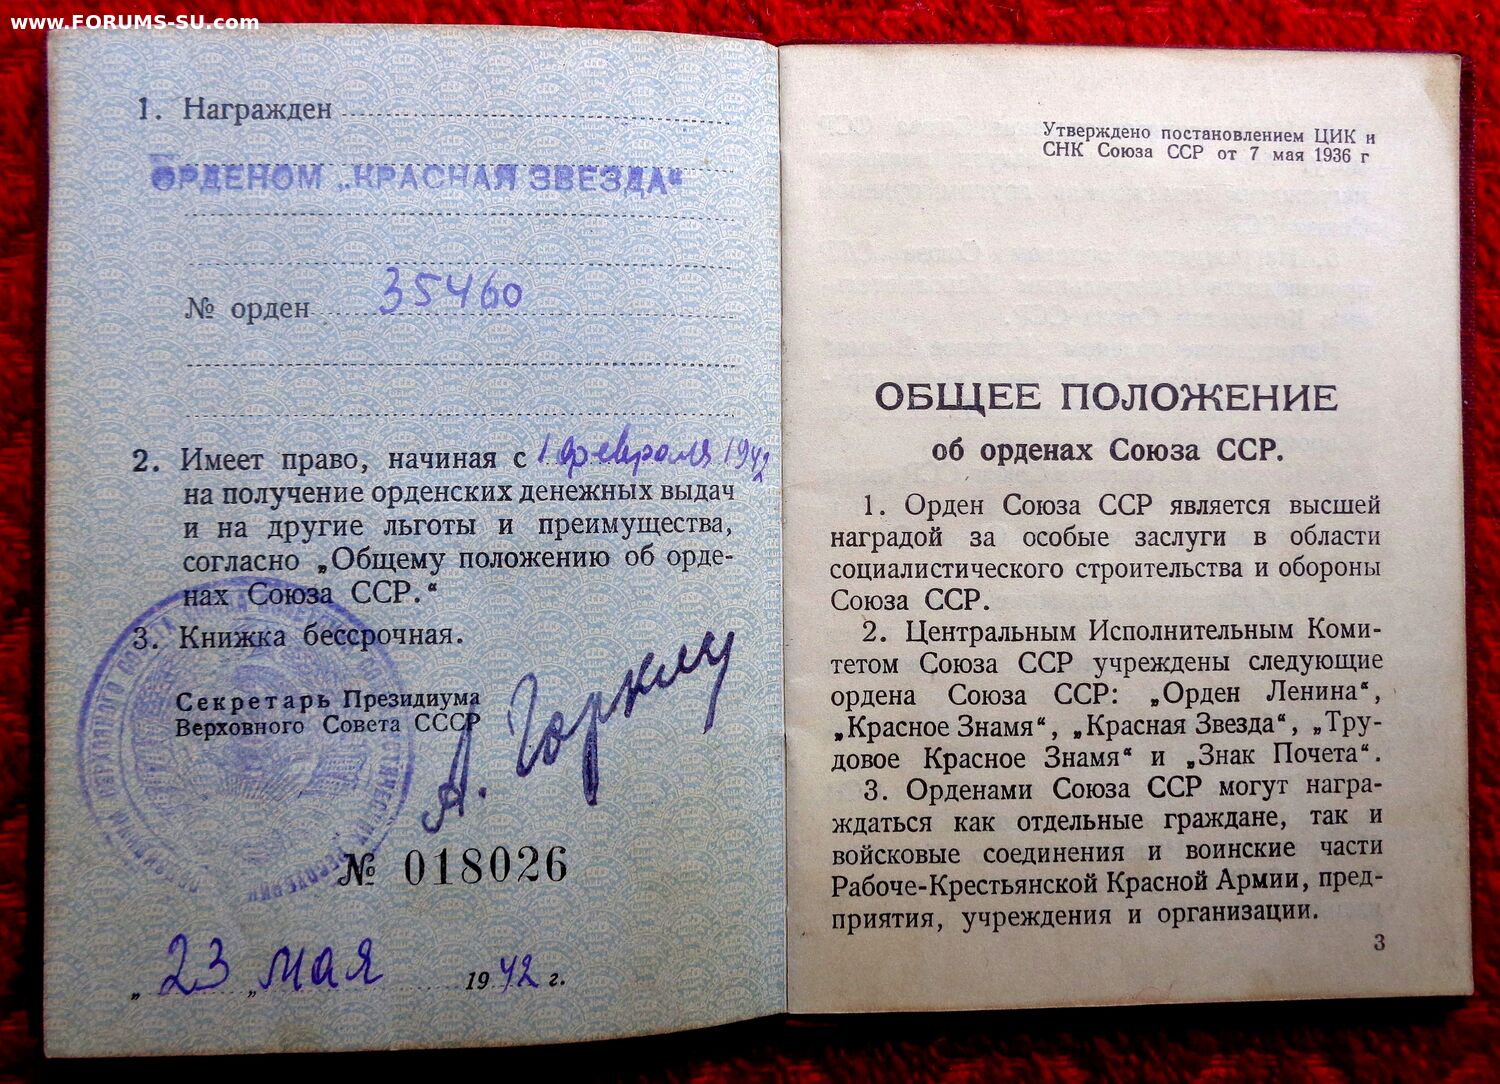 www.FORUMS-SU.com
1. Награжден
ОРДЕНОМ „КРАСНАЯ ЗВЕЗДА“
№ орден 35460
2. Имеет право, начиная с 1 февраля 1942
на получение орденских денежных выдач
и на другие льготы и преимущества,
согласно „Общему положению об орде-
нах Союза ССР.“
3. Книжка бессрочная.
Секретарь Президиума
Верховного Совета СССР
А. Горкин
№ 018026
„23„ мая 1942 г.
Утверждено постановлением ЦИК и
СНК Союза ССР от 7 мая 1936 г
ОБЩЕЕ ПОЛОЖЕНИЕ
об орденах Союза ССР.
1. Орден Союза ССР является высшей
наградой за особые заслуги в области
социалистического строительства и обороны
Союза ССР.
2. Центральным Исполнительным Коми-
тетом Союза ССР учреждены следующие
ордена Союза ССР: „Орден Ленина“,
„Красное Знамя“, „Красная Звезда“, „Тру-
довое Красное Знамя“ и „Знак Почета“.
3. Орденами Союза ССР могут награ-
ждаться как отдельные граждане, так и
войсковые соединения и воинские части
Рабоче-Крестьянской Красной Армии, пред-
приятия, учреждения и организации.
3